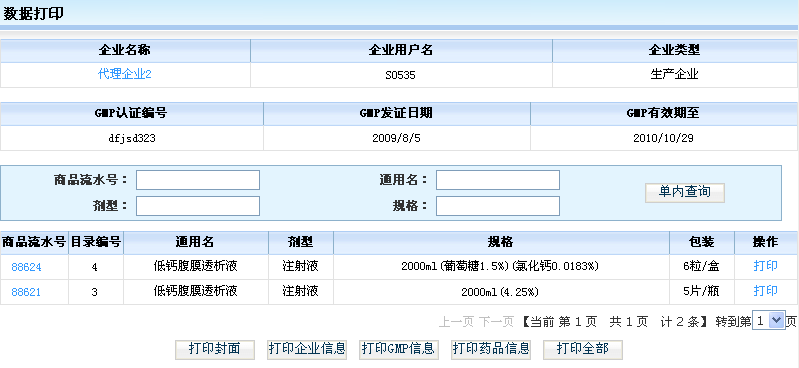 数据打印
企业名称 企业用户名 企业类型
代理企业2 S0535 生产企业
GMP认证编号 GMP发证日期 GMP有效期至
dfjsd323 2009/8/5 2010/10/29
商品流水号： 通用名：
单内查询
剂型： 规格：
商品流水号 目录编号 通用名 剂型 规格 包装 操作
88624 4 低钙腹膜透析液 注射液 2000ml(葡萄糖1.5%)(氯化钙0.0183%) 6粒/盒 打印
88621 3 低钙腹膜透析液 注射液 2000ml(4.25%) 5片/瓶 打印
上一页 下一页 【当前 第 1 页 共 1 页 计 2 条】 转到第 1 页
打印封面 打印企业信息 打印GMP信息 打印药品信息 打印全部